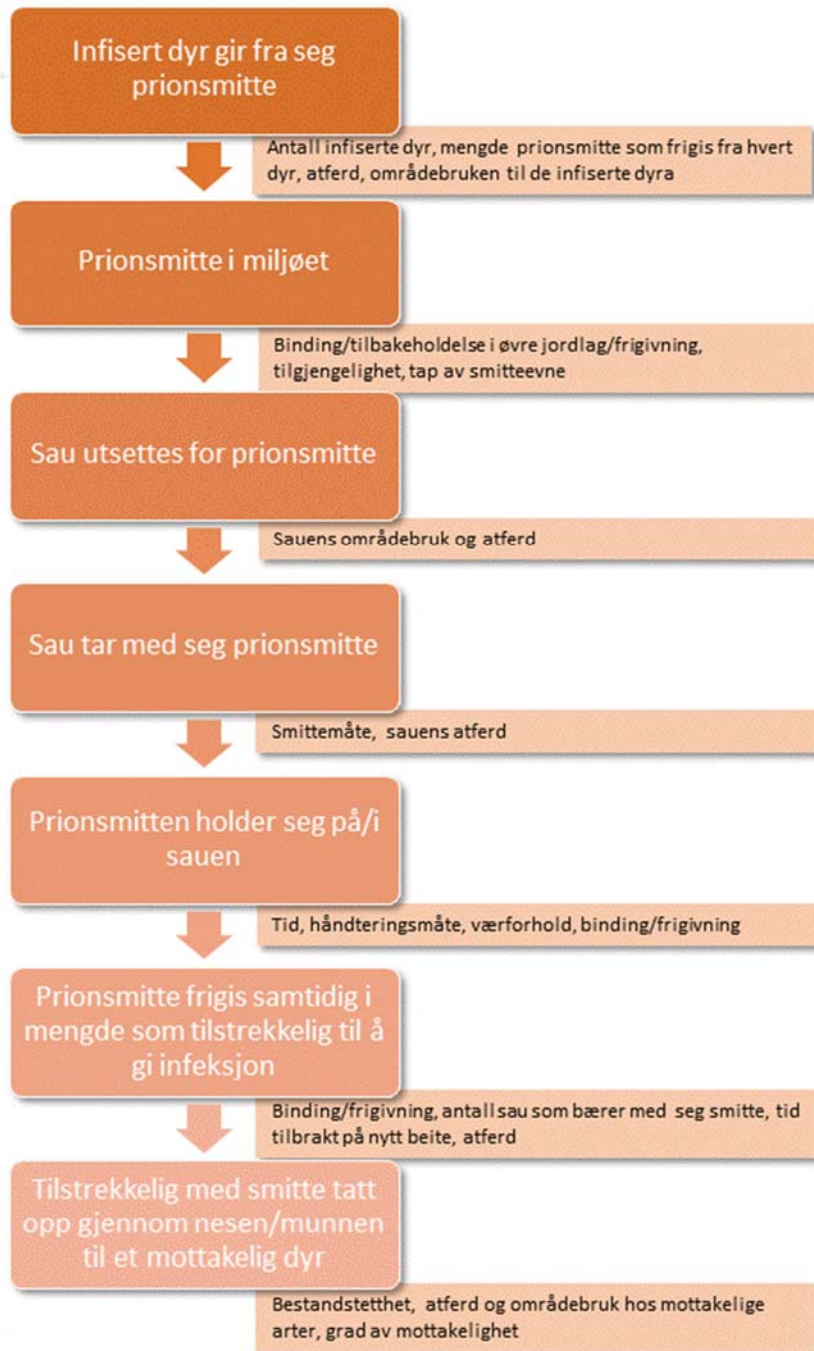 Infisert dyr gir fra seg
prionsmitte
Antall infiserte dyr, mengde prionsmitte som frigis fra hvert
dyr, atferd, områdebruken til de infiserte dyra
Prionsmitte i miljøet
Binding/tilbakeholdelse i øvre jordlag/frigivning,
tilgjengelighet, tap av smitteevne
Sau utsettes for prionsmitte
Sauens områdebruk og atferd
Sau tar med seg prionsmitte
Smittemåte, sauens atferd
Prionsmitten holder seg på/i
sauen
Tid, håndteringsmåte, værforhold, binding/frigivning
Prionsmitte frigis samtidig i
mengde som tilstrekkelig til å
gi infeksjon
Binding/frigivning, antall sau som bærer med seg smitte, tid
tilbrakt på nytt beite, atferd
Tilstrekkelig med smitte tatt
opp gjennom nesen/munnen
til et mottakelig dyr
Bestandstetthet, atferd og områdebruk hos mottakelige
arter, grad av mottakelighet